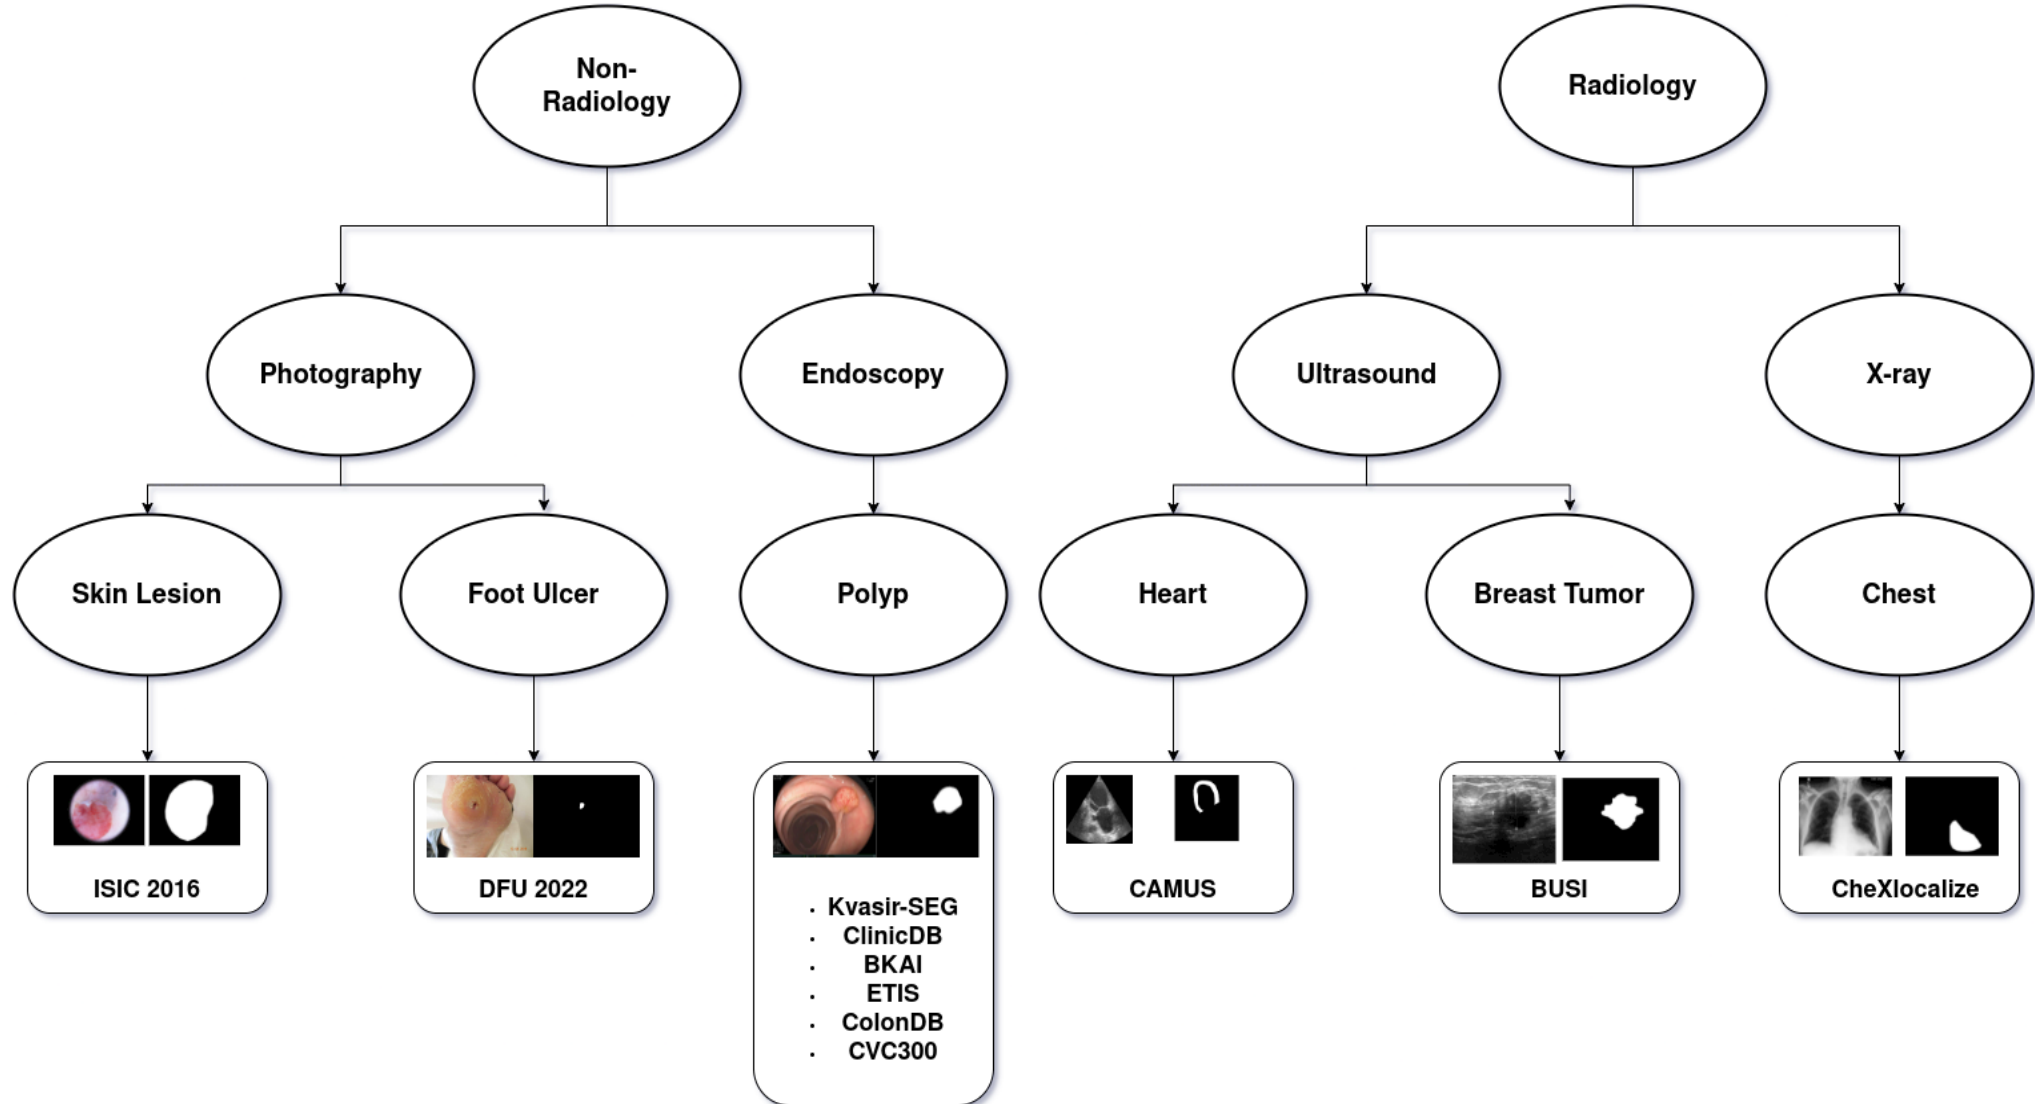 Non-
Radiology
Radiology
Photography
Endoscopy
Ultrasound
X-ray
Skin Lesion
Foot Ulcer
Polyp
Heart
Breast Tumor
Chest
ISIC 2016
DFU 2022
· Kvasir-SEG
· ClinicDB
· BKAI
· ETIS
· ColonDB
· CVC300
CAMUS
BUSI
CheXlocalize